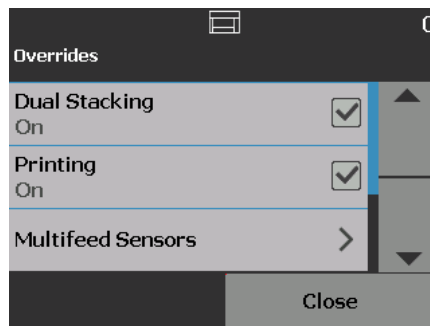 Overrides
Dual Stacking
On
Printing
On
Multifeed Sensors
Close